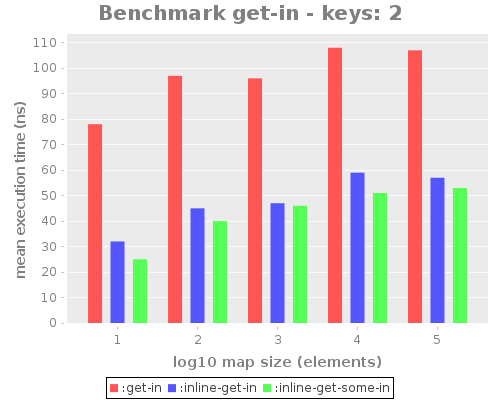 Benchmark get-in - keys: 2
mean execution time (ns)
110
100
90
80
70
60
50
40
30
20
10
0
1 2 3 4 5
log10 map size (elements)
:get-in :inline-get-in :inline-get-some-in